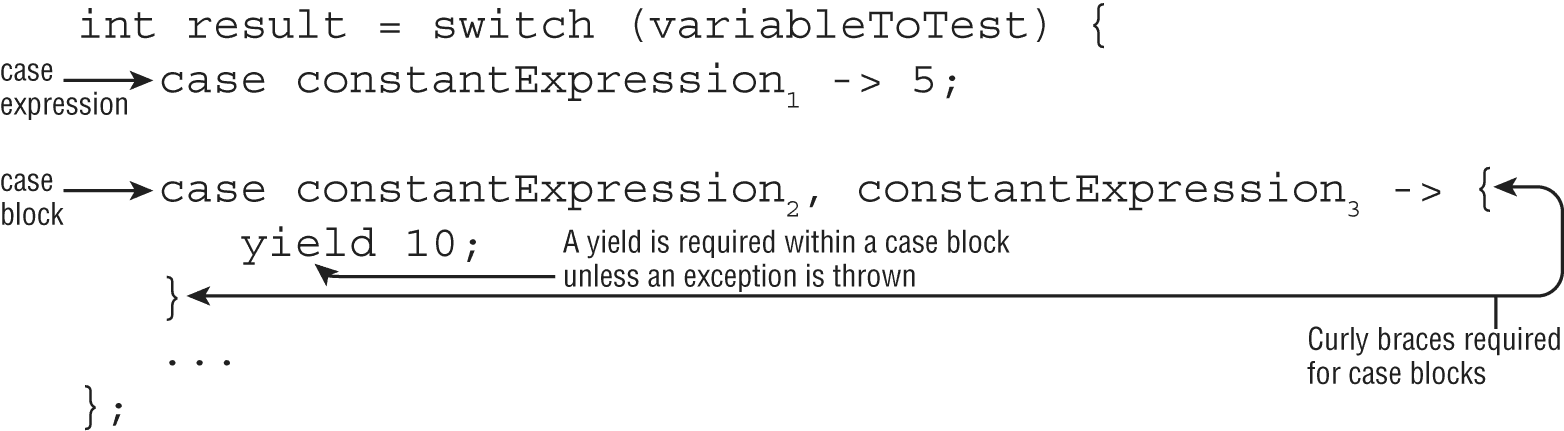 int result = switch (variableToTest) {
case expression
case constantExpression₁ -> 5;
case block
case constantExpression₂, constantExpression₃ -> {
yield 10;
A yield is required within a case block
unless an exception is thrown
}
Curly braces required
for case blocks
...
};